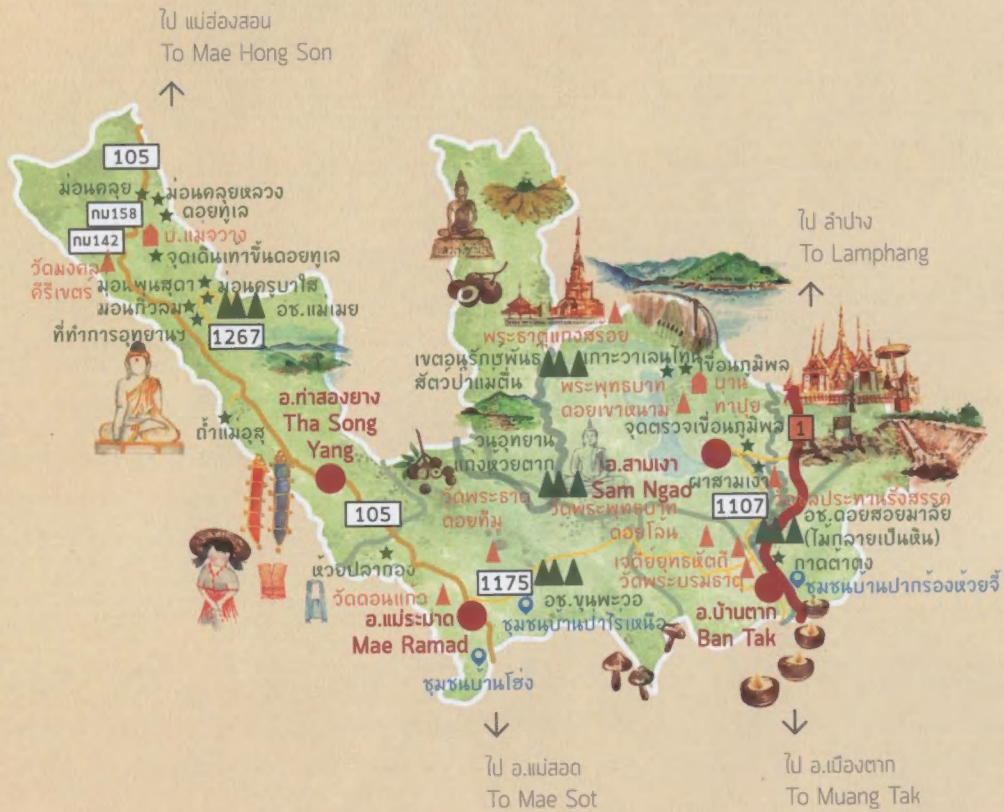 ไป แม่ฮ่องสอน
To Mae Hong Son
105
ม่อนคลุย
ม่อนคลุยหลวง
กม158
ดอยทูเล
กม142
บ.แม่จวาง
จุดเดินเท้าขึ้นดอยทูเล
วัดมงคล
คีรีเขตร์
ม่อนพูนสุดา
ม่อนครูบาใส
ม่อนกิ่วลม
อช.แม่เมย
ที่ทำการอุทยานฯ
1267
ถ้ำแม่อุสุ
อ.ท่าสองยาง
Tha Song
Yang
105
ห้วยปลากอง
วัดดอนแก้ว
อ.แม่ระมาด
Mae Ramad
ชุมชนบ้านโฮ่ง
วัดพระธาตุ
ดอยทีมู
1175
อช.ขุนพะวอ
ชุมชนบ้านป่าไร่เหนือ
ไป ลำปาง
To Lamphang
พระธาตุแก่งสร้อย
เขตอนุรักษพันธุ์
สัตว์ป่าแม่ตื่น
เกาะวาเลนไทน์
เขื่อนภูมิพล
พระพุทธบาท
ดอยเขาหนาม
บ้าน
ท่าปุย
จุดตรวจเขื่อนภูมิพล
1
วนอุทยาน
แก่งห้วยตาก
อ.สามเงา
Sam Ngao
ผาสามเงา
วัดพระพุทธบาท
ดอยโล้น
1107
วัดชลประทานรังสรรค์
อช.ดอยสอยมาลัย
(ไม้กลายเป็นหิน)
เจดีย์ยุทธหัตถี
วัดพระบรมธาตุ
กาดตาตุง
ชุมชนบ้านปากร้องห้วยจี้
อ.บ้านตาก
Ban Tak
ไป อ.แม่สอด
To Mae Sot
ไป อ.เมืองตาก
To Muang Tak